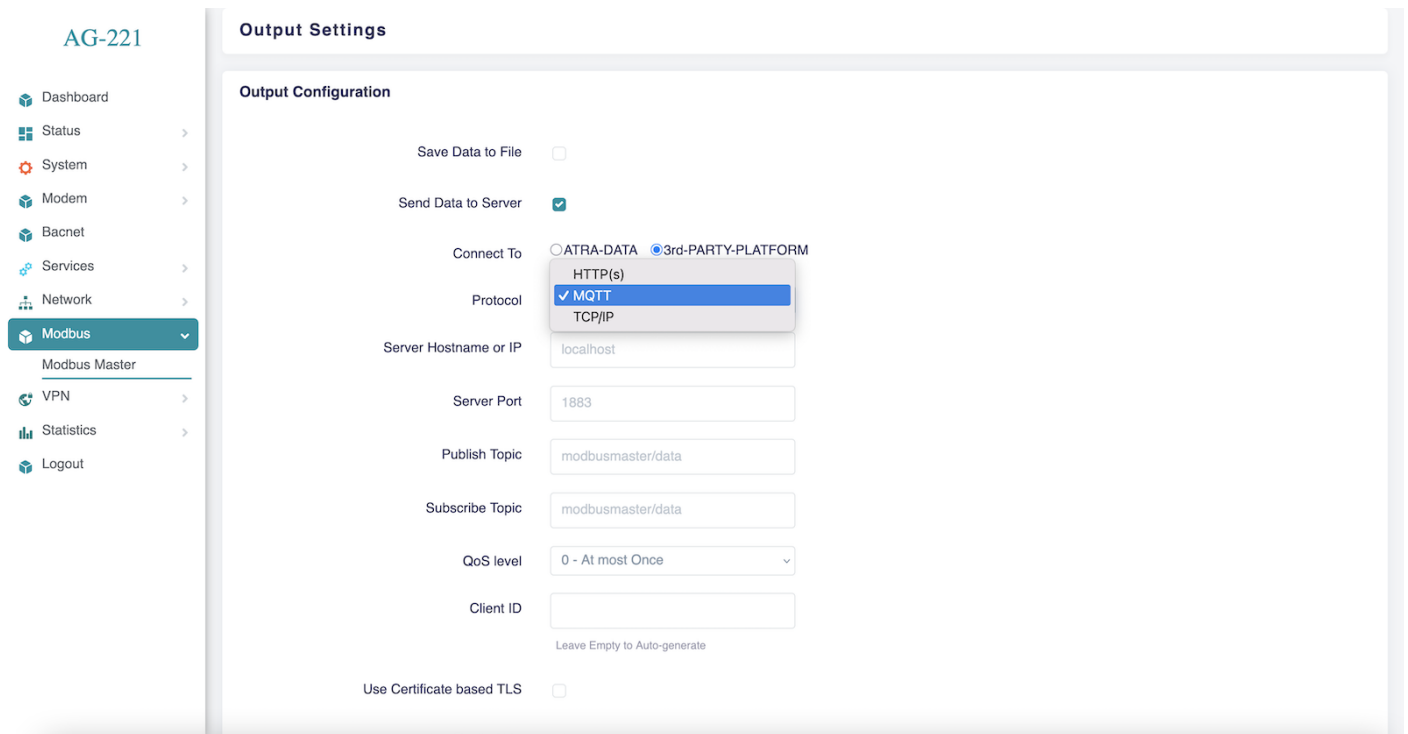 AG-221
Dashboard
Status
System
Modem
Bacnet
Services
Network
Modbus
Modbus Master
VPN
Statistics
Logout
Output Settings
Output Configuration
Save Data to File
Send Data to Server
Connect To ATRA-DATA 3rd-PARTY-PLATFORM
HTTP(s)
Protocol MQTT
TCP/IP
Server Hostname or IP localhost
Server Port 1883
Publish Topic modbusmaster/data
Subscribe Topic modbusmaster/data
QoS level 0 - At most Once
Client ID
Leave Empty to Auto-generate
Use Certificate based TLS